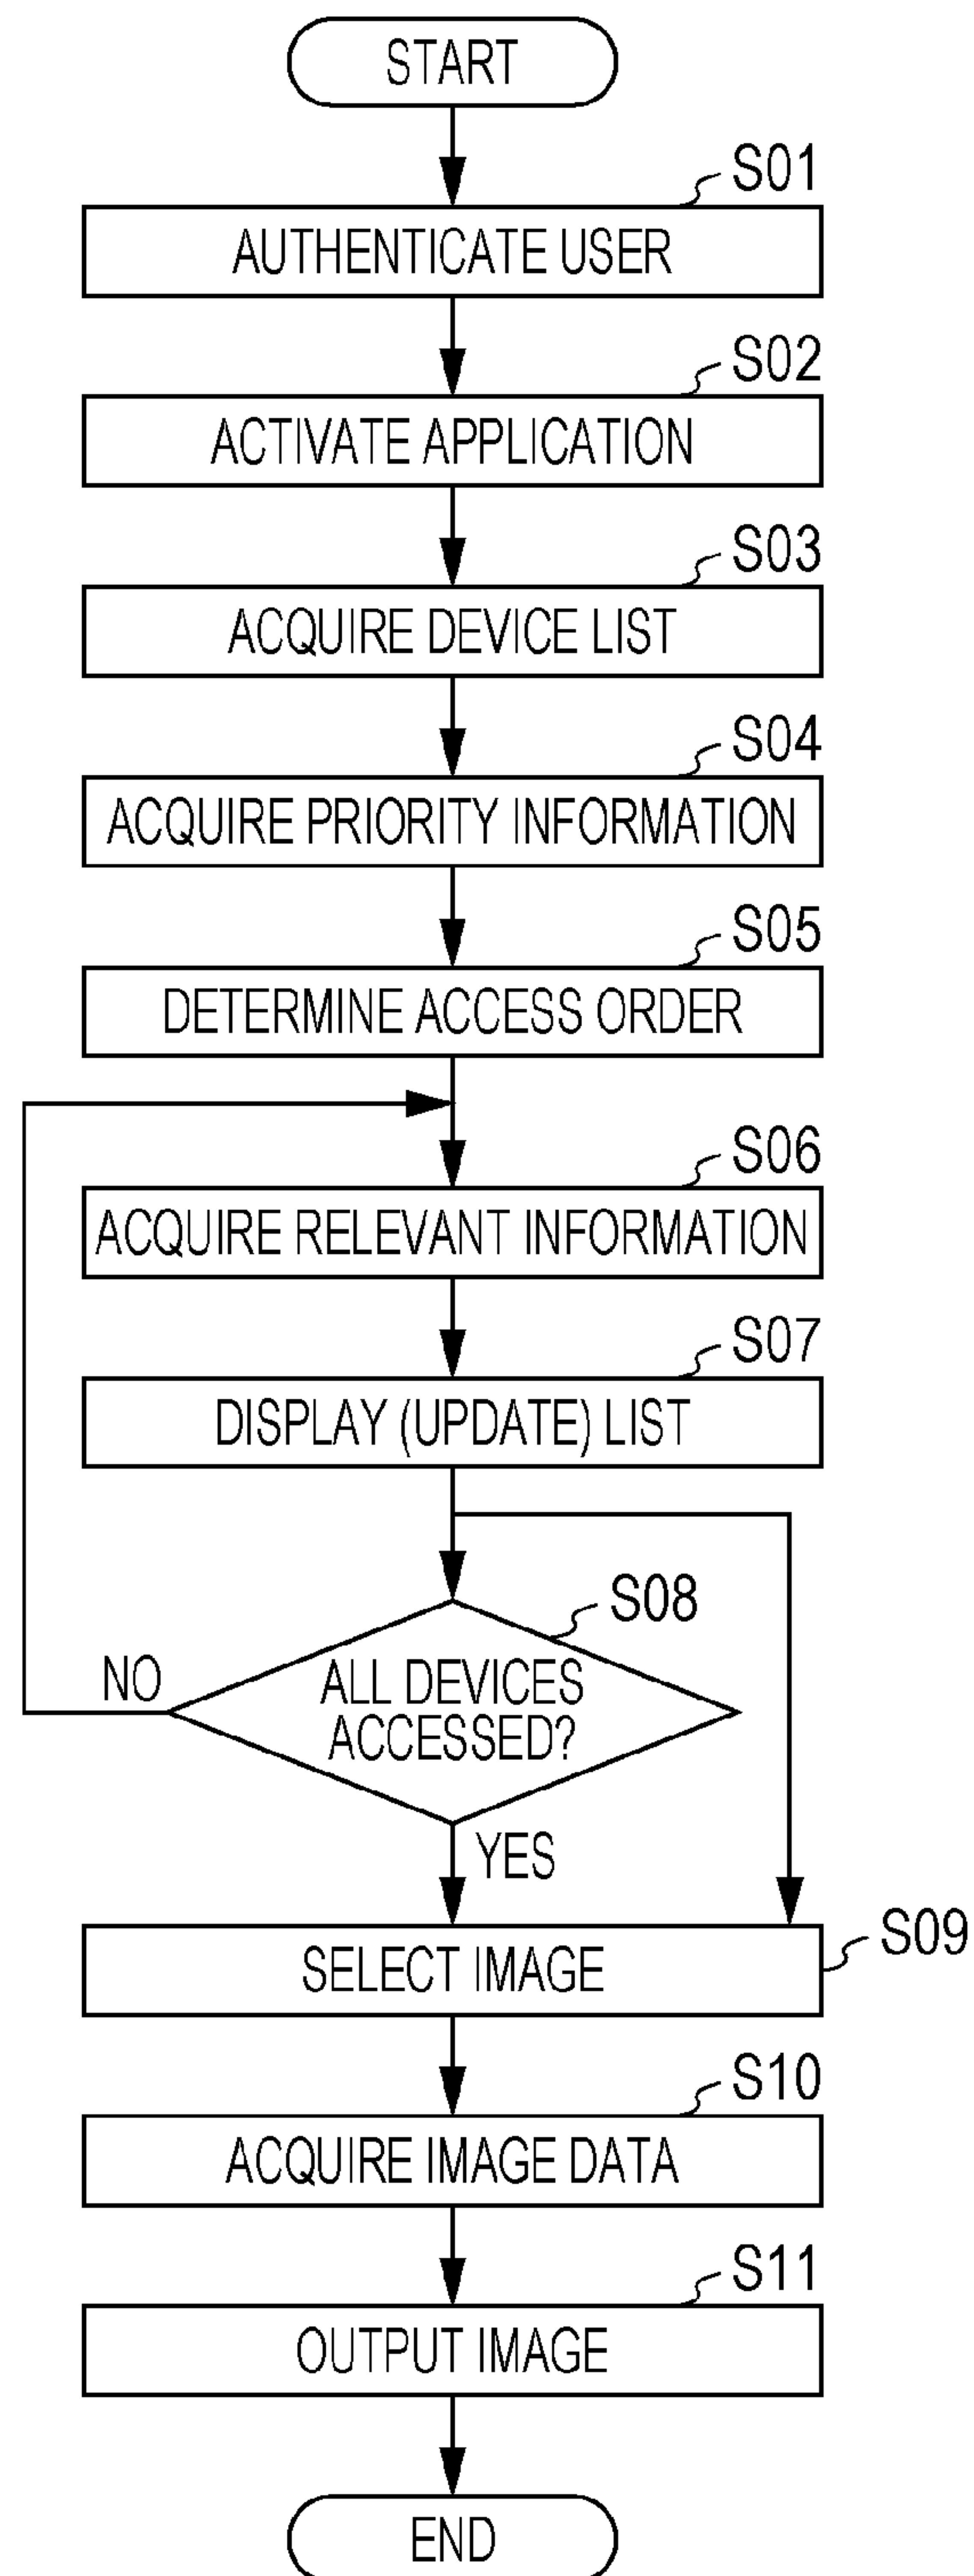 START
S01
AUTHENTICATE USER
S02
ACTIVATE APPLICATION
S03
ACQUIRE DEVICE LIST
S04
ACQUIRE PRIORITY INFORMATION
S05
DETERMINE ACCESS ORDER
S06
ACQUIRE RELEVANT INFORMATION
S07
DISPLAY (UPDATE) LIST
S08
NO
ALL DEVICES
ACCESSED?
YES
S09
SELECT IMAGE
S10
ACQUIRE IMAGE DATA
S11
OUTPUT IMAGE
END